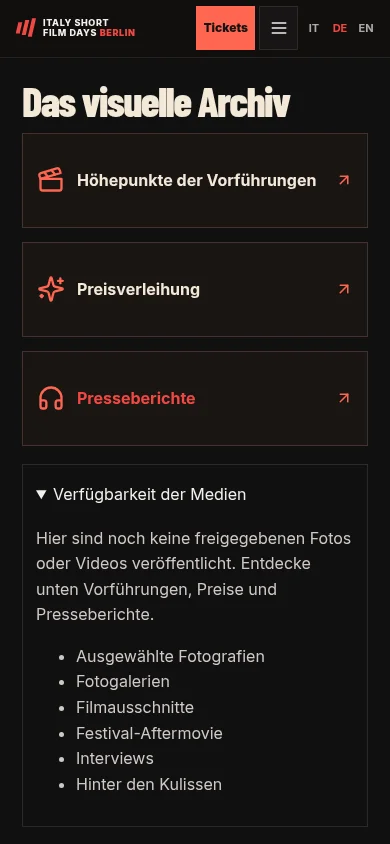 ITALY SHORT
FILM DAYS BERLIN
Tickets
IT DE EN
Das visuelle Archiv
Höhepunkte der Vorführungen
Preisverleihung
Presseberichte
Verfügbarkeit der Medien
Hier sind noch keine freigegebenen Fotos
oder Videos veröffentlicht. Entdecke
unten Vorführungen, Preise und
Presseberichte.
Ausgewählte Fotografien
Fotogalerien
Filmausschnitte
Festival-Aftermovie
Interviews
Hinter den Kulissen